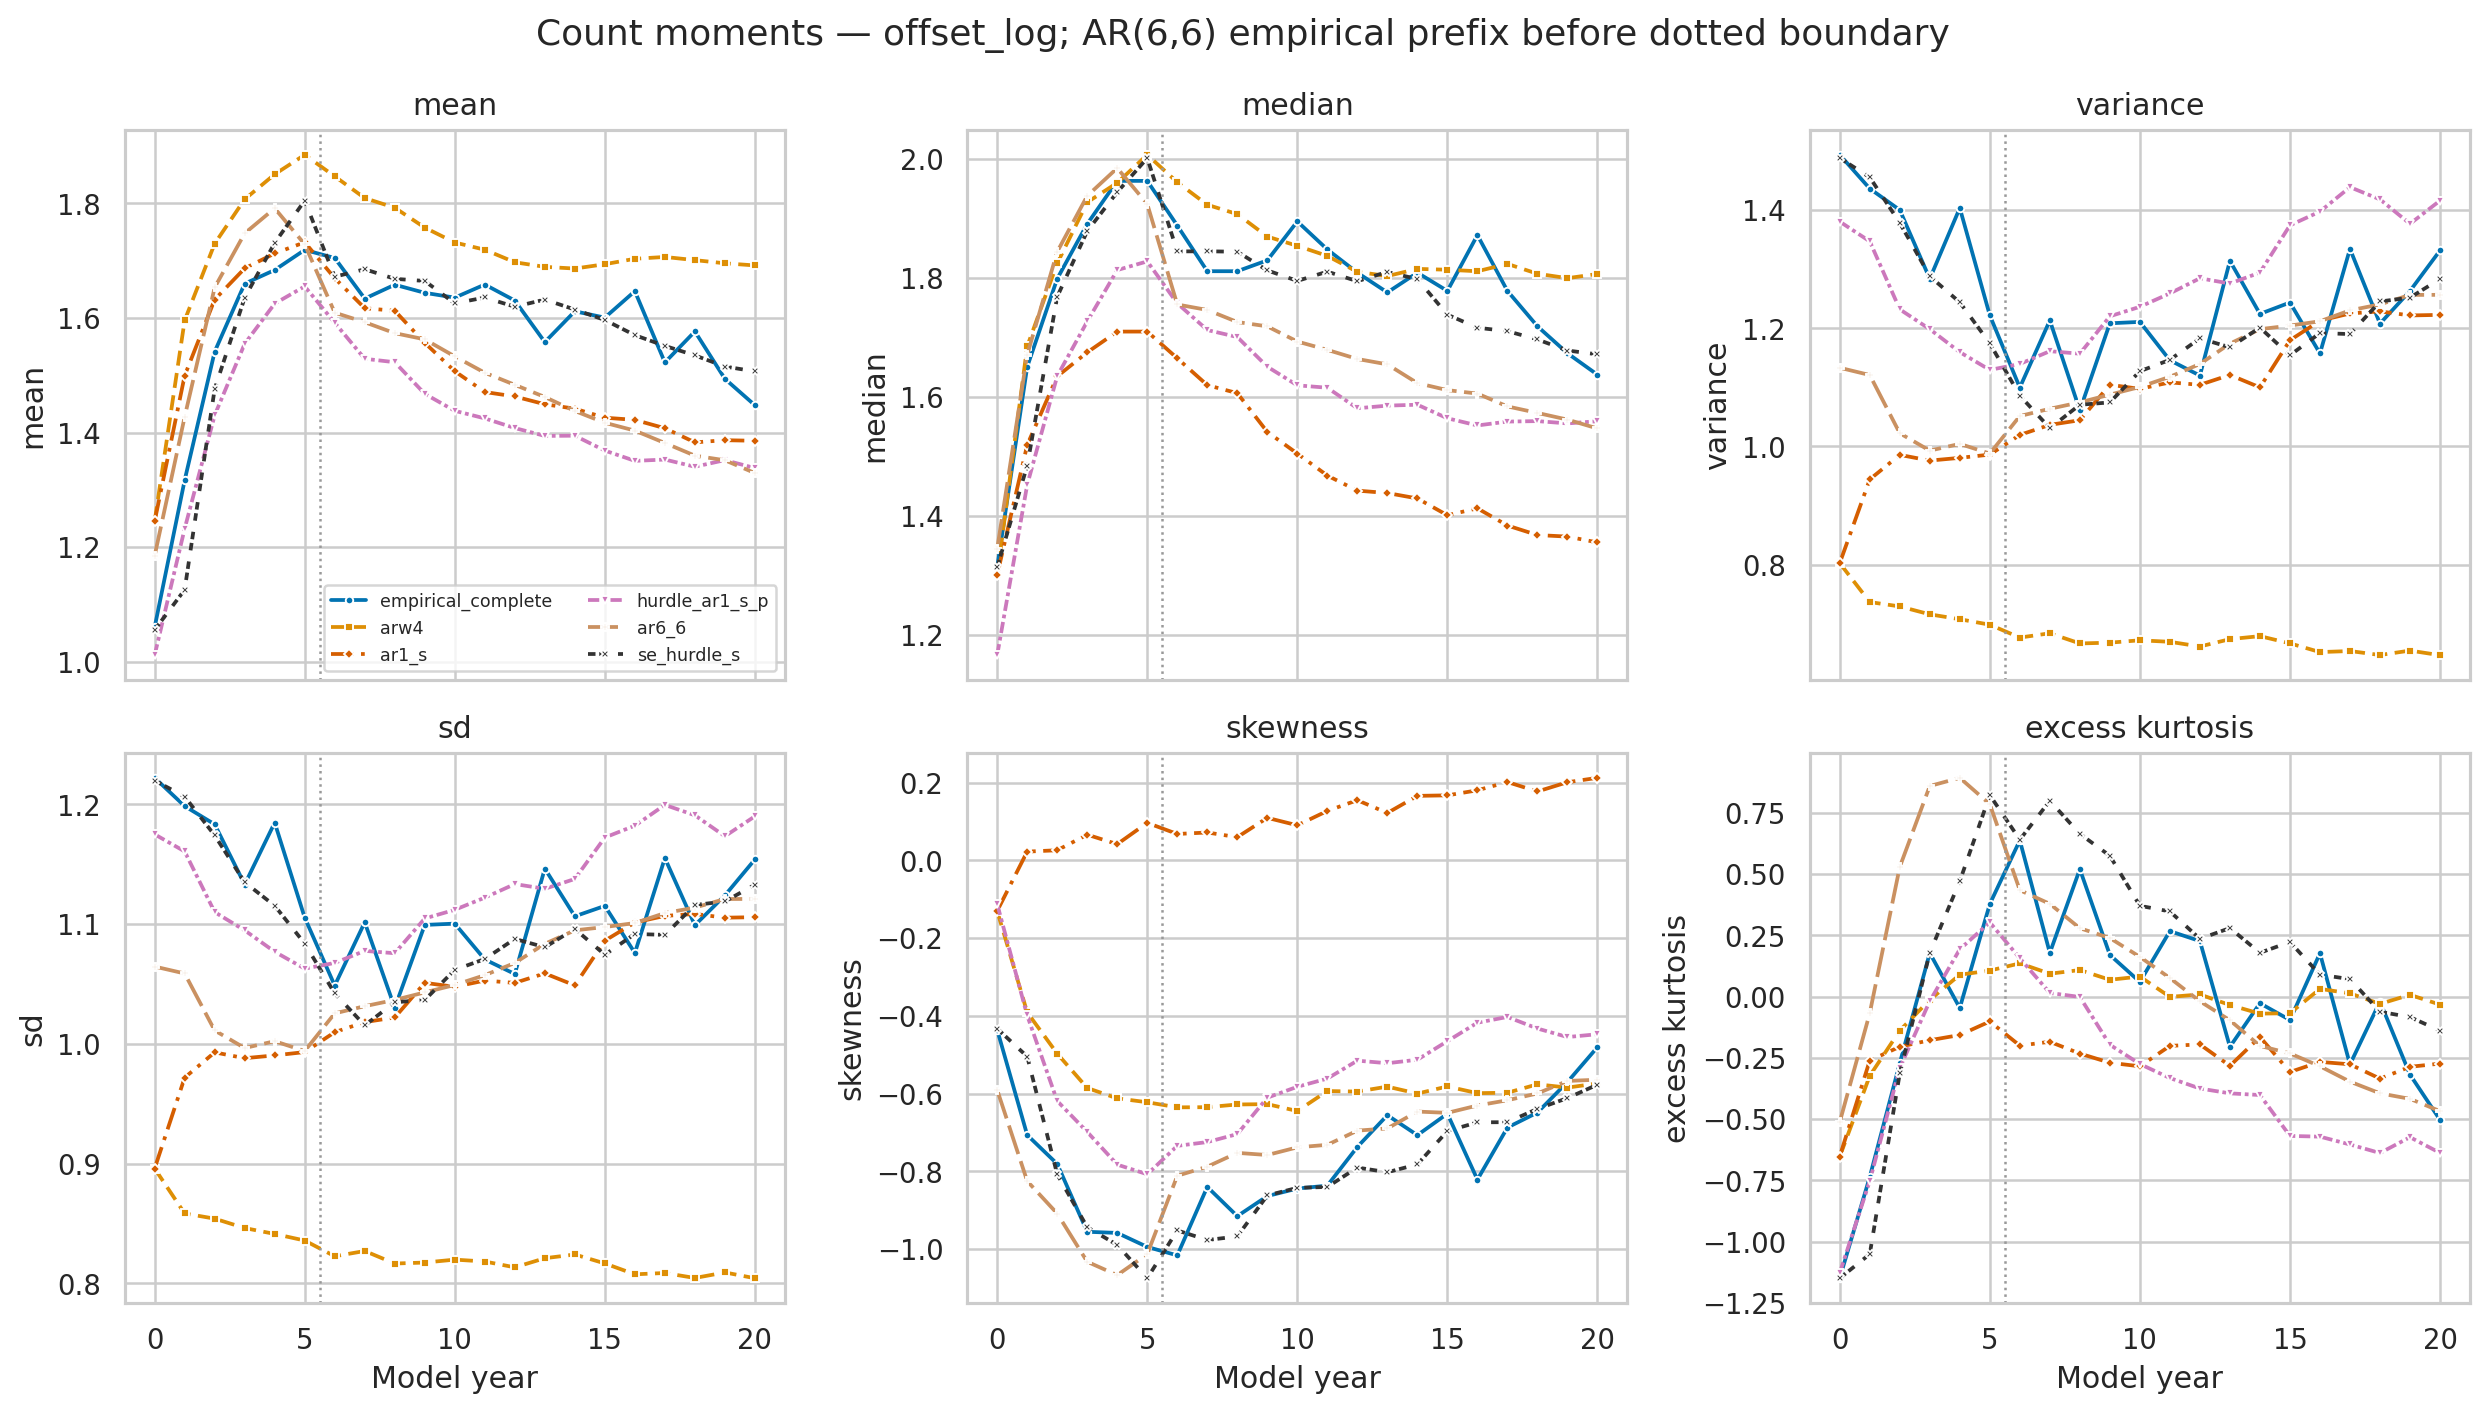 Count moments — offset_log; AR(6,6) empirical prefix before dotted boundary
mean
mean
1.8
1.6
1.4
1.2
1.0
empirical_complete
arw4
ar1_s
hurdle_ar1_s_p
ar6_6
se_hurdle_s
median
median
2.0
1.8
1.6
1.4
1.2
variance
variance
1.4
1.2
1.0
0.8
sd
sd
1.2
1.1
1.0
0.9
0.8
0
5
10
15
20
Model year
skewness
skewness
0.2
0.0
−0.2
−0.4
−0.6
−0.8
−1.0
0
5
10
15
20
Model year
excess kurtosis
excess kurtosis
0.75
0.50
0.25
0.00
−0.25
−0.50
−0.75
−1.00
−1.25
0
5
10
15
20
Model year